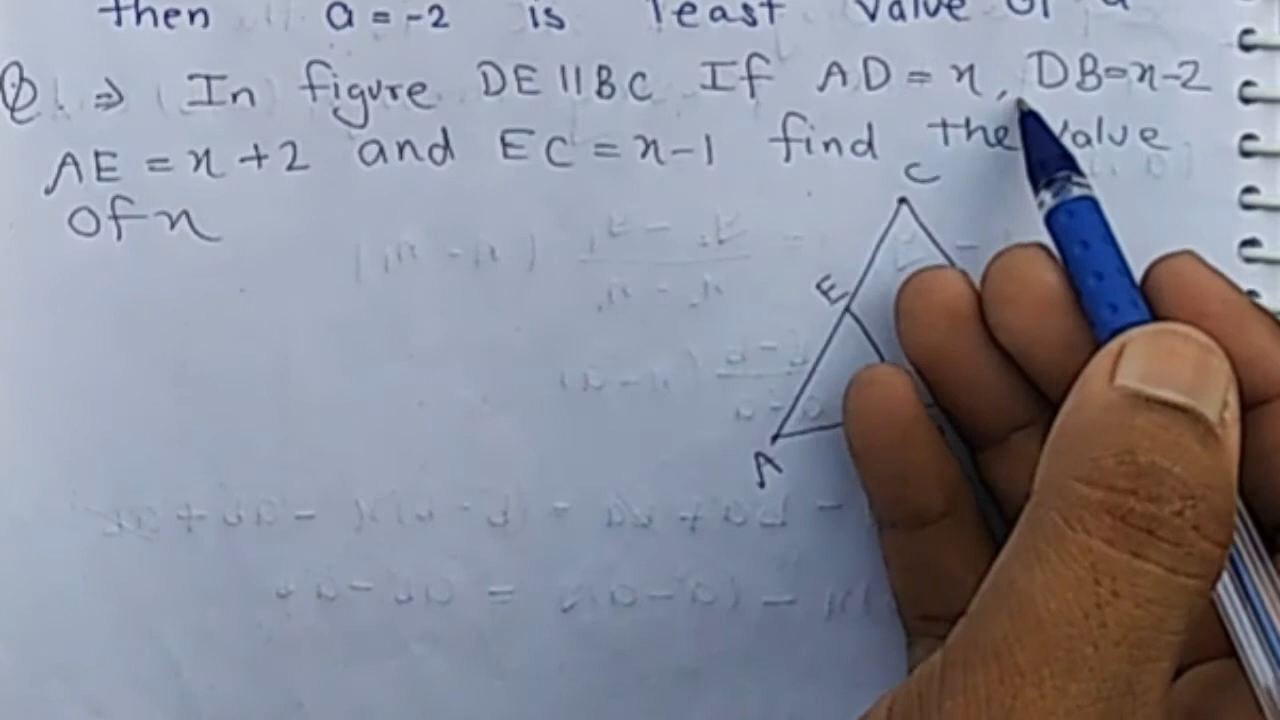 then a = -2 is least value of a
Q. ⇒ In figure DE || BC If AD = x, DB = x-2
AE = x+2 and EC = x-1 find the value
of x
C
E
A